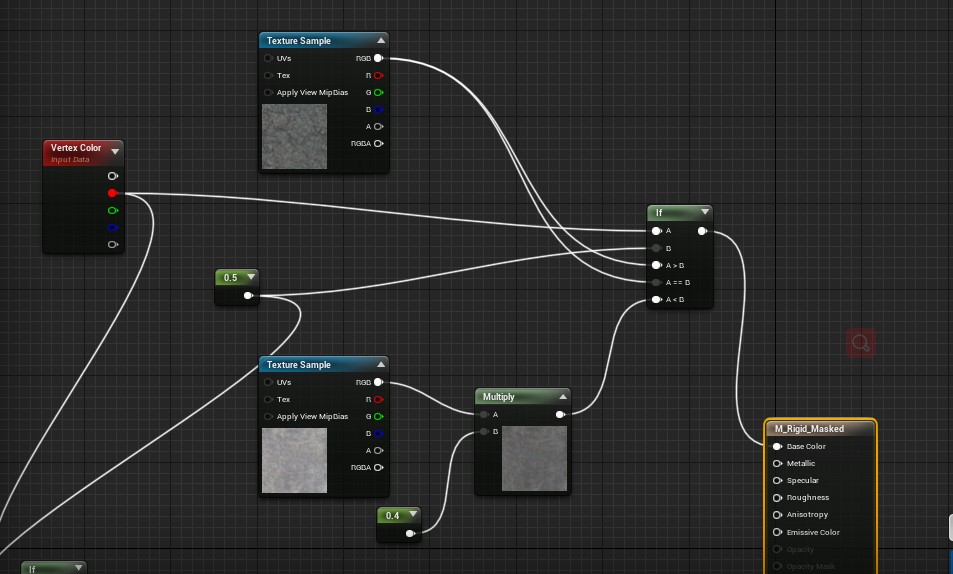 Texture Sample
UVs RGB
Tex R
Apply View MipBias G
B
A
RGBA
Vertex Color
Input Data
If
A
B
A > B
A == B
A < B
0.5
Texture Sample
UVs RGB
Tex R
Apply View MipBias G
B
A
RGBA
Multiply
A
B
0.4
M_Rigid_Masked
Base Color
Metallic
Specular
Roughness
Anisotropy
Emissive Color
Opacity
Opacity Mask
If